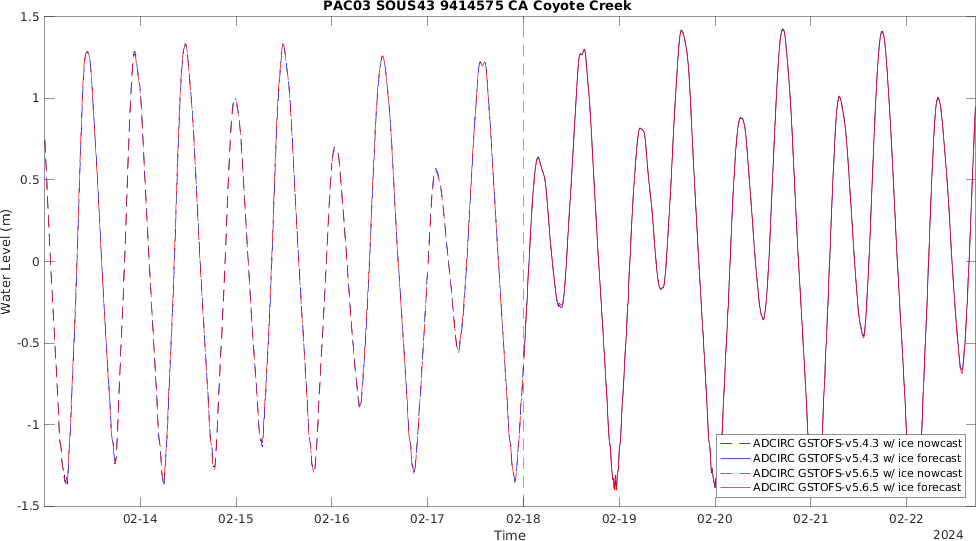 PAC03 SOUS43 9414575 CA Coyote Creek
1.5
1
0.5
0
-0.5
-1
-1.5
Water Level (m)
02-14 02-15 02-16 02-17 02-18 02-19 02-20 02-21 02-22
Time
2024
ADCIRC GSTOFS-v5.4.3 w/ ice nowcast
ADCIRC GSTOFS-v5.4.3 w/ ice forecast
ADCIRC GSTOFS-v5.6.5 w/ ice nowcast
ADCIRC GSTOFS-v5.6.5 w/ ice forecast